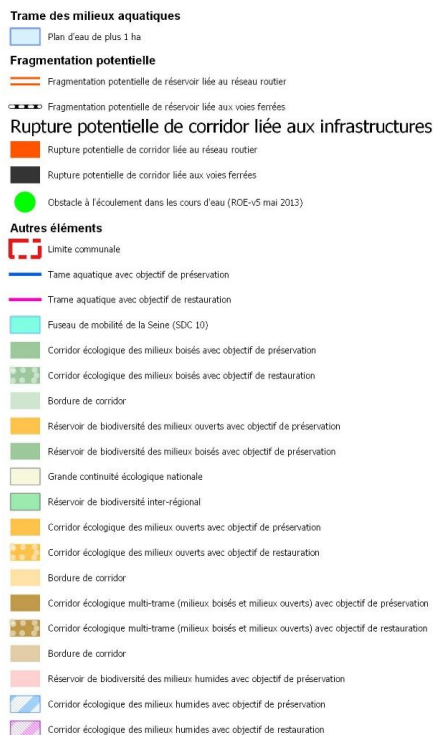 Trame des milieux aquatiques
Plan d'eau de plus 1 ha
Fragmentation potentielle
Fragmentation potentielle de réservoir liée au réseau routier
Fragmentation potentielle de réservoir liée aux voies ferrées
Rupture potentielle de corridor liée aux infrastructures
Rupture potentielle de corridor liée au réseau routier
Rupture potentielle de corridor liée aux voies ferrées
Obstacle à l'écoulement dans les cours d'eau (ROE-v5 mai 2013)
Autres éléments
Limite communale
Tame aquatique avec objectif de préservation
Trame aquatique avec objectif de restauration
Fuseau de mobilité de la Seine (SDC 10)
Corridor écologique des milieux boisés avec objectif de préservation
Corridor écologique des milieux boisés avec objectif de restauration
Bordure de corridor
Réservoir de biodiversité des milieux ouverts avec objectif de préservation
Réservoir de biodiversité des milieux boisés avec objectif de préservation
Grande continuité écologique nationale
Réservoir de biodiversité inter-régional
Corridor écologique des milieux ouverts avec objectif de préservation
Corridor écologique des milieux ouverts avec objectif de restauration
Bordure de corridor
Corridor écologique multi-trame (milieux boisés et milieux ouverts) avec objectif de préservation
Corridor écologique multi-trame (milieux boisés et milieux ouverts) avec objectif de restauration
Bordure de corridor
Réservoir de biodiversité des milieux humides avec objectif de préservation
Corridor écologique des milieux humides avec objectif de préservation
Corridor écologique des milieux humides avec objectif de restauration